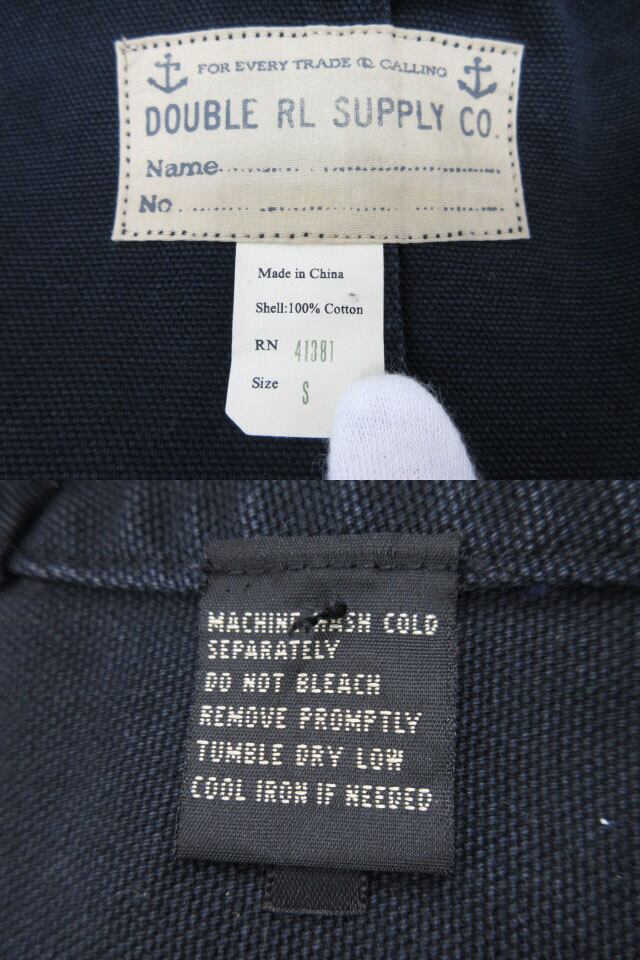 FOR EVERY TRADE & CALLING
DOUBLE RL SUPPLY CO.
Name
No
Made in China
Shell:100% Cotton
RN 41381
Size S
MACHINE WASH COLD
SEPARATELY
DO NOT BLEACH
REMOVE PROMPTLY
TUMBLE DRY LOW
COOL IRON IF NEEDED